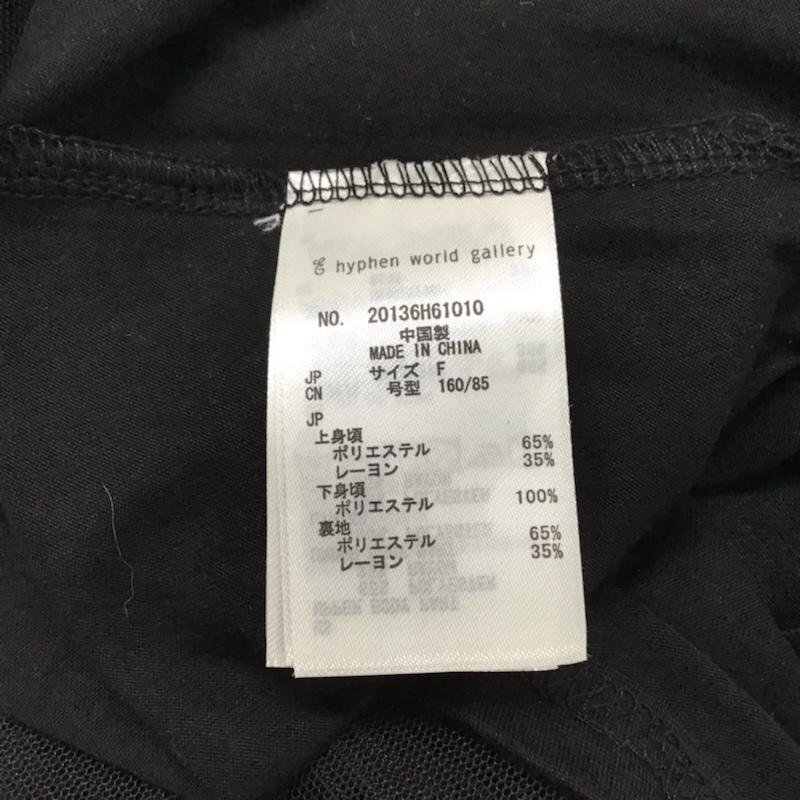 E hyphen world gallery
NO. 20136H61010
中国製
MADE IN CHINA
JP サイズ F
CN 号型 160/85
JP
上身頃
ポリエステル 65%
レーヨン 35%
下身頃
ポリエステル 100%
裏地
ポリエステル 65%
レーヨン 35%